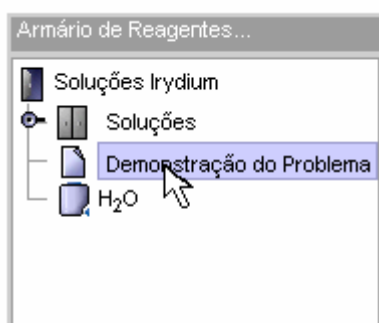 Armário de Reagentes...
Soluções Irydium
Soluções
Demonstração do Problema
H₂O